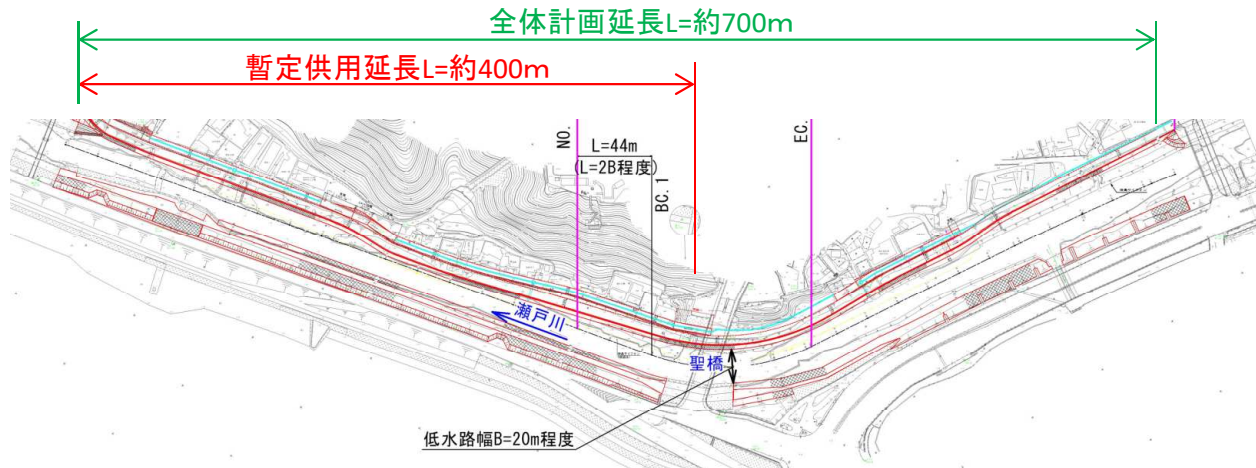 全体計画延長L=約700m
暫定供用延長L=約400m
NO.
L=44m
(L=2B程度)
BC. 1
EC.
瀬戸川
聖橋
低水路幅B=20m程度